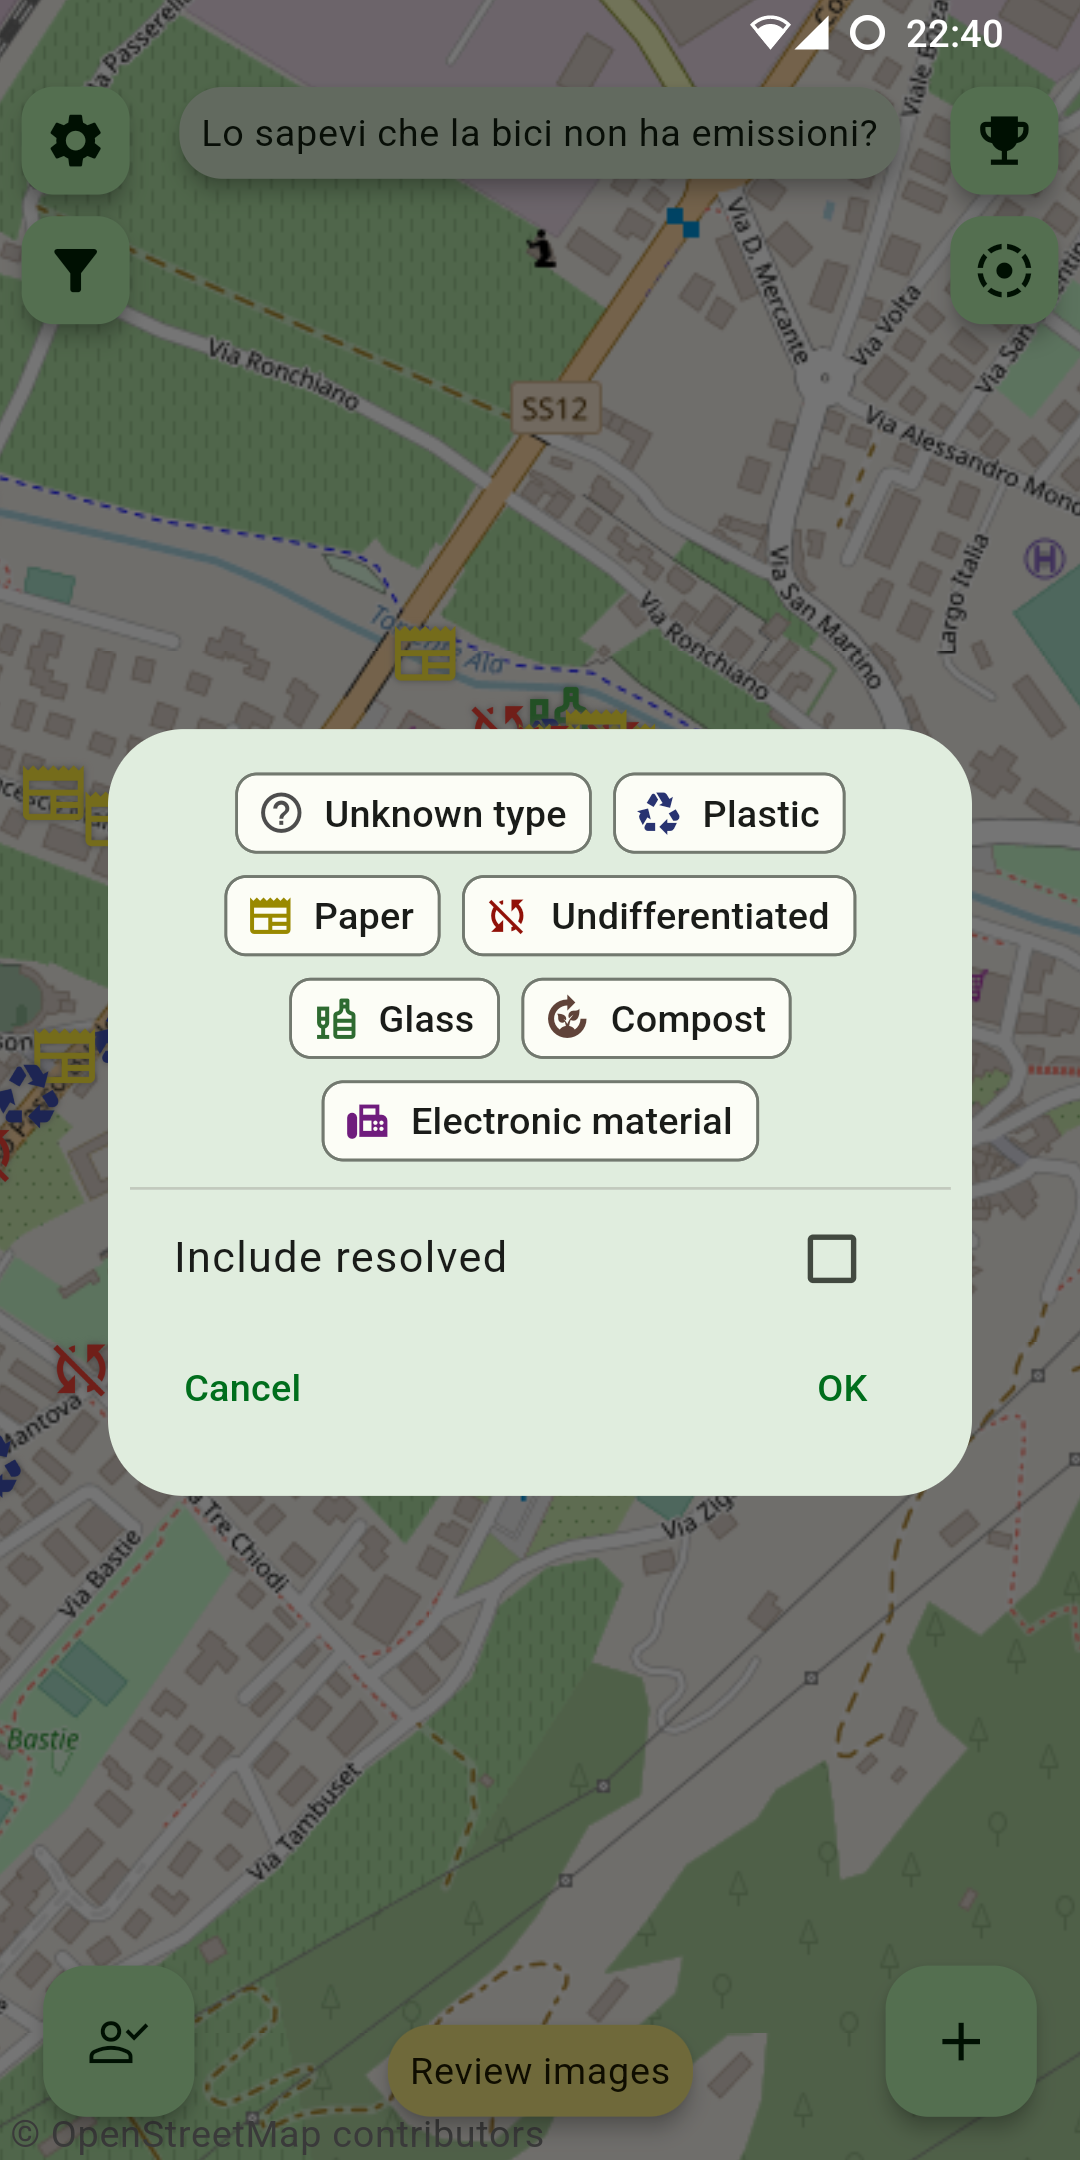 22:40
la Passerella
Viale
Lo sapevi che la bici non ha emissioni?
Via D. Mercante
Via Volta
Via San
Via Ronchiano
SS12
Via Alessandro
H
Largo Italia
Via San Martino
Via Ronchiano
Ala
Unknown type
Plastic
Paper
Undifferentiated
Glass
Compost
Electronic material
Include resolved
Cancel
OK
Mantova
Tre Chiodi
Via Bastie
Via Zig
Bastie
Via Tambuset
Review images
© OpenStreetMap contributors